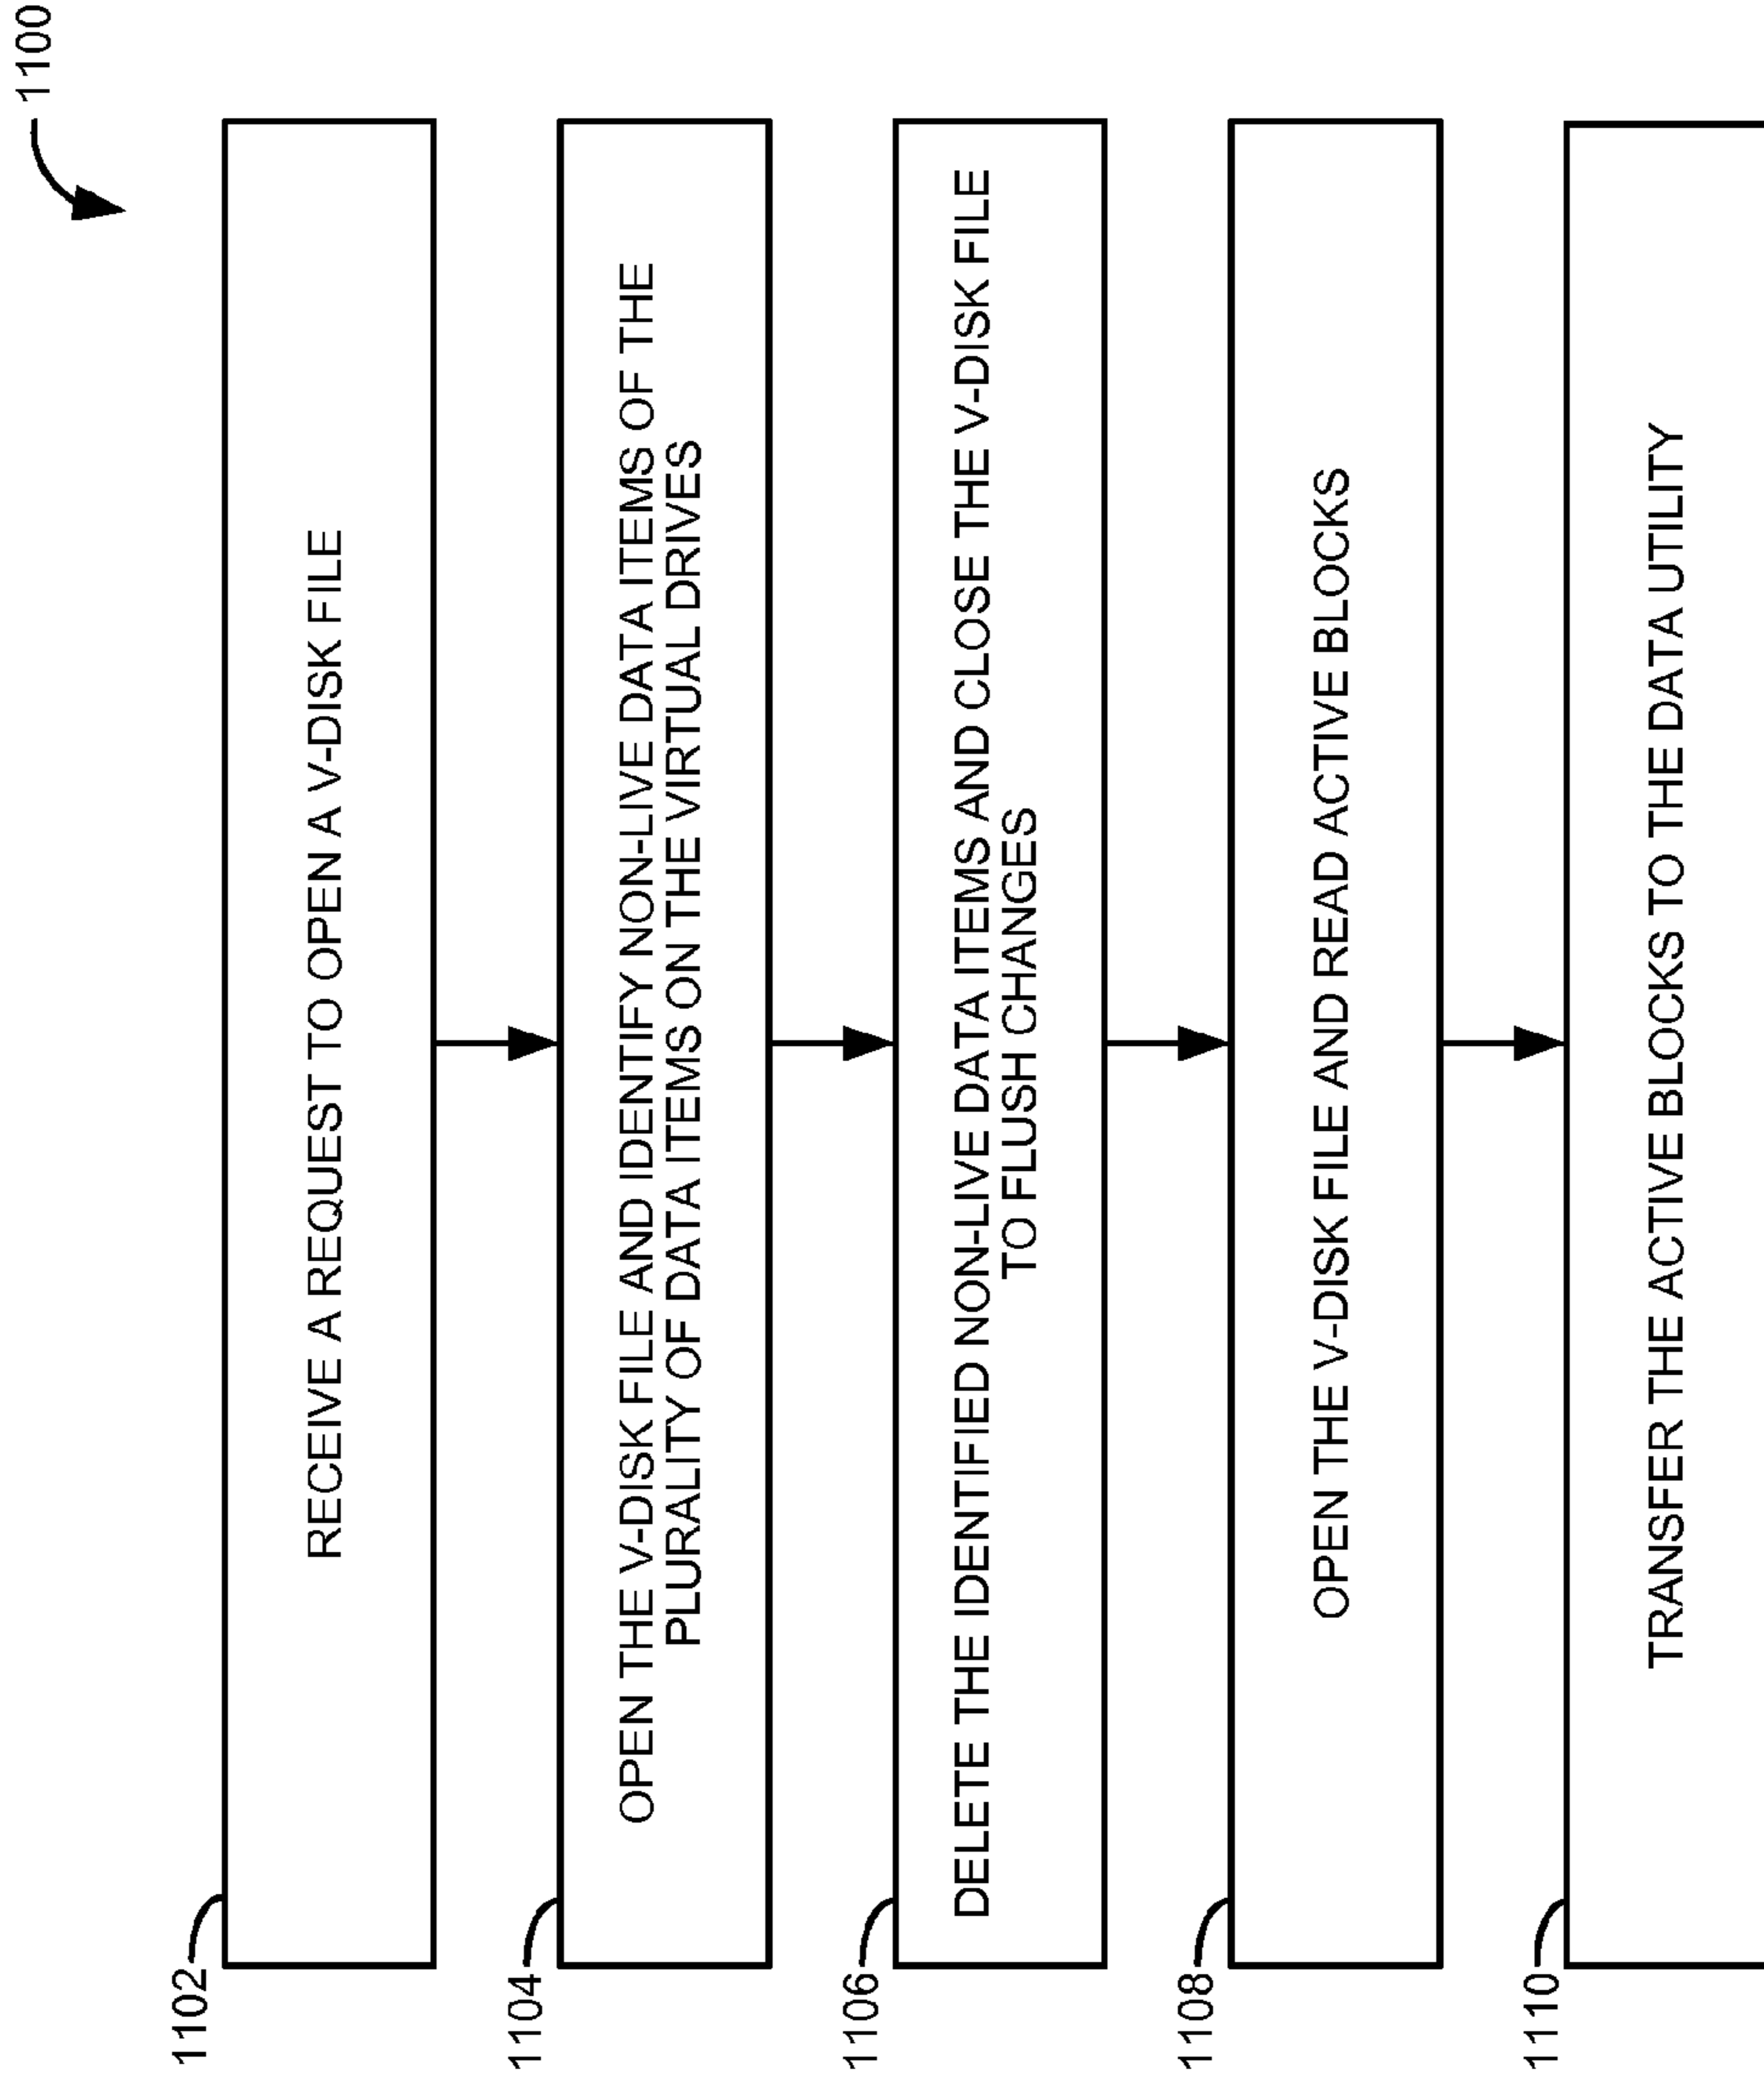 1100
1102
RECEIVE A REQUEST TO OPEN A V-DISK FILE
1104
OPEN THE V-DISK FILE AND IDENTIFY NON-LIVE DATA ITEMS OF THE
PLURALITY OF DATA ITEMS ON THE VIRTUAL DRIVES
1106
DELETE THE IDENTIFIED NON-LIVE DATA ITEMS AND CLOSE THE V-DISK FILE
TO FLUSH CHANGES
1108
OPEN THE V-DISK FILE AND READ ACTIVE BLOCKS
1110
TRANSFER THE ACTIVE BLOCKS TO THE DATA UTILITY